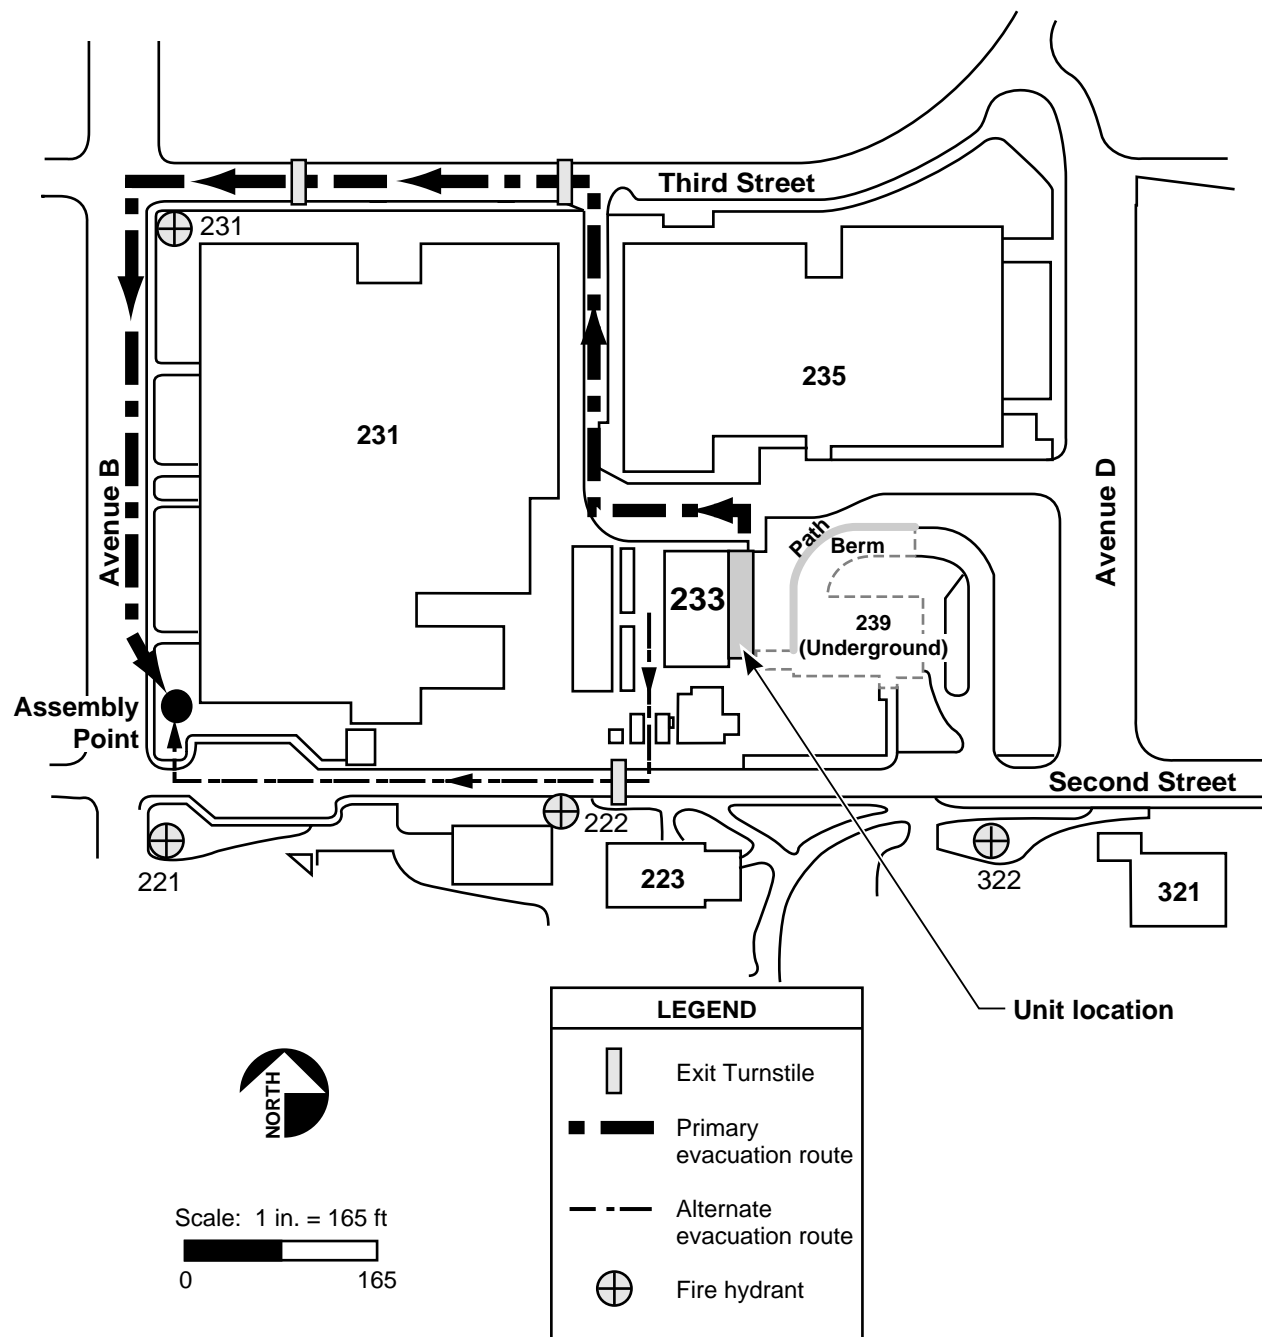 Third Street
231
235
231
Avenue B
Avenue D
Path
Berm
233
239
(Underground)
Assembly
Point
Second Street
222
221
223
322
321
Unit location
LEGEND
Exit Turnstile
Primary
evacuation route
Alternate
evacuation route
Fire hydrant
NORTH
Scale: 1 in. = 165 ft
0
165